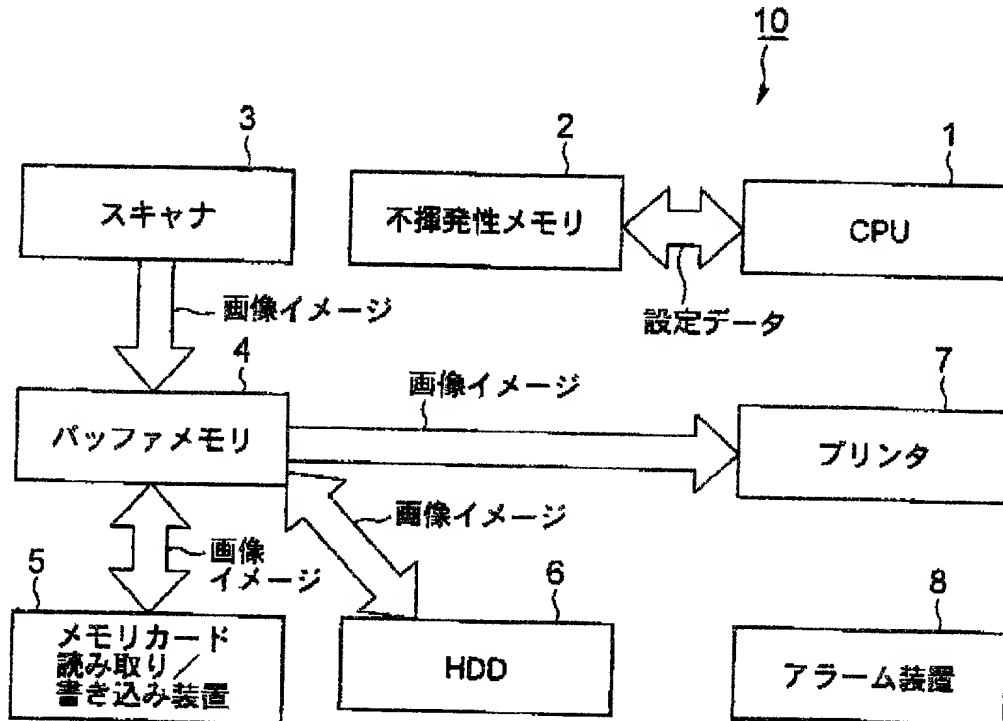 10
3
2
1
スキャナ
不揮発性メモリ
CPU
画像イメージ
設定データ
4
画像イメージ
7
バッファメモリ
プリンタ
画像イメージ
画像
イメージ
5
6
8
メモリカード
読み取り/
書き込み装置
HDD
アラーム装置